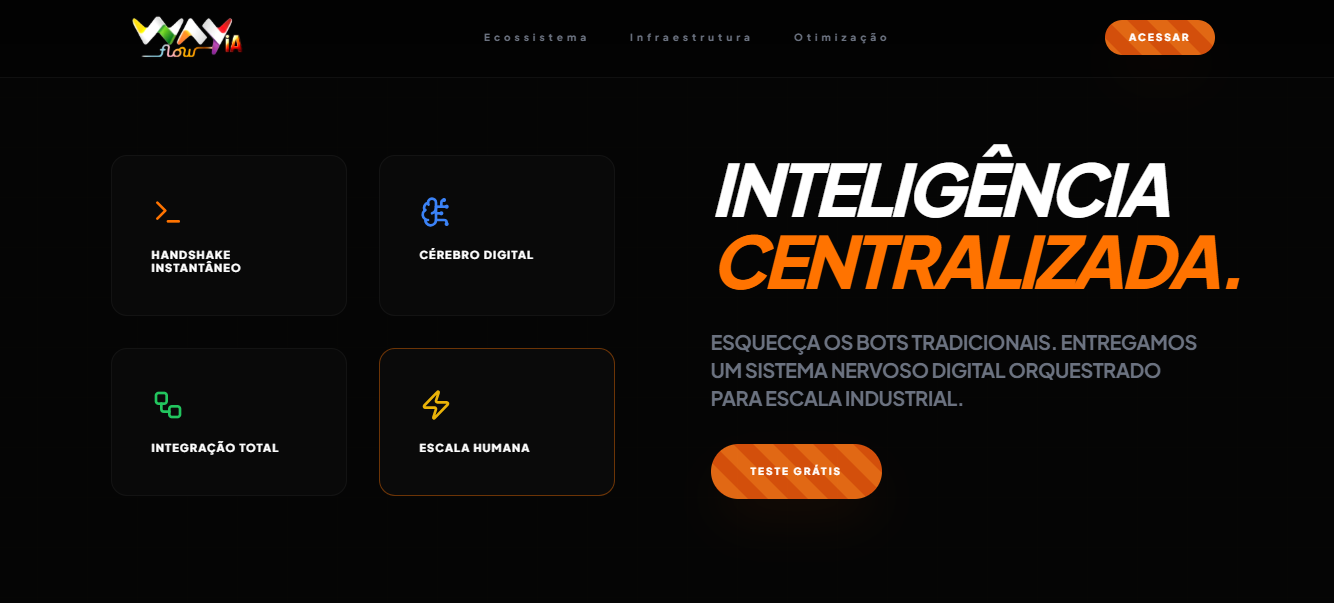 WAY flow iA
Ecossistema Infraestrutura Otimização
ACESSAR
HANDSHAKE
INSTANTÂNEO
CÉREBRO DIGITAL
INTEGRAÇÃO TOTAL
ESCALA HUMANA
INTELIGÊNCIA
CENTRALIZADA.
ESQUECÇA OS BOTS TRADICIONAIS. ENTREGAMOS
UM SISTEMA NERVOSO DIGITAL ORQUESTRADO
PARA ESCALA INDUSTRIAL.
TESTE GRÁTIS